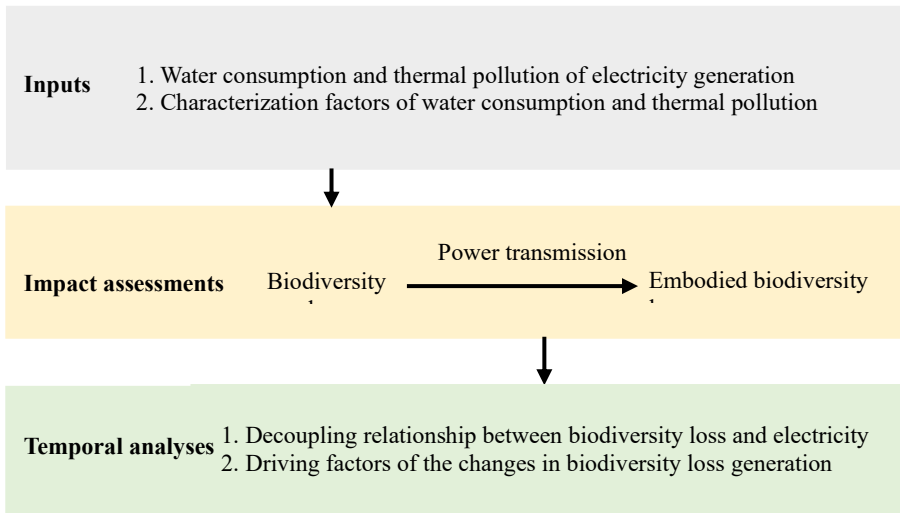 Inputs
1. Water consumption and thermal pollution of electricity generation
2. Characterization factors of water consumption and thermal pollution
Power transmission
Impact assessments
Biodiversity
Embodied biodiversity
Temporal analyses
1. Decoupling relationship between biodiversity loss and electricity
2. Driving factors of the changes in biodiversity loss generation